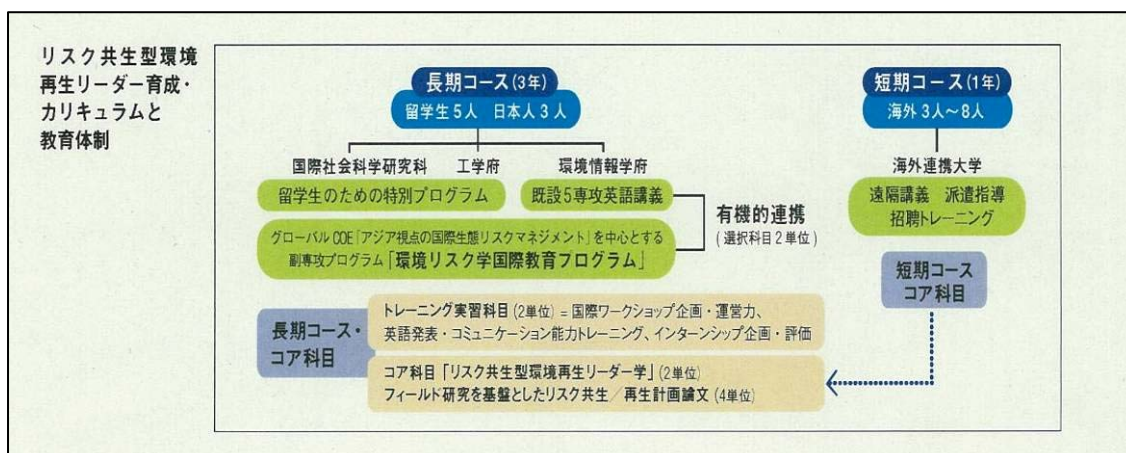 リスク共生型環境
再生リーダー育成・
カリキュラムと
教育体制
長期コース(3年)
留学生5人 日本人3人
国際社会科学研究科 工学府 環境情報学府
留学生のための特別プログラム
既設5専攻英語講義
グローバルCOE「アジア視点の国際生態リスクマネジメント」を中心とする
副専攻プログラム「環境リスク学国際教育プログラム」
有機的連携
(選択科目2単位)
短期コース(1年)
海外3人〜8人
海外連携大学
遠隔講義 派遣指導
招聘トレーニング
短期コース
コア科目
長期コース・
コア科目
トレーニング実習科目(2単位)=国際ワークショップ企画・運営力、
英語発表・コミュニケーション能力トレーニング、インターンシップ企画・評価
コア科目「リスク共生型環境再生リーダー学」(2単位)
フィールド研究を基盤としたリスク共生/再生計画論文(4単位)